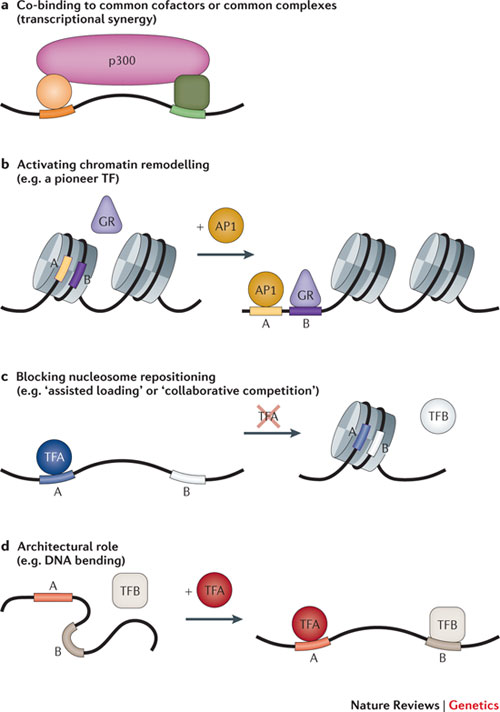 a Co-binding to common cofactors or common complexes
(transcriptional synergy)
p300
b Activating chromatin remodelling
(e.g. a pioneer TF)
GR
+ AP1
A
B
AP1
GR
A
B
c Blocking nucleosome repositioning
(e.g. ‘assisted loading’ or ‘collaborative competition’)
TFA
TFB
A
B
TFA
A
B
d Architectural role
(e.g. DNA bending)
A
TFB
+ TFA
B
TFA
TFB
A
B
Nature Reviews | Genetics